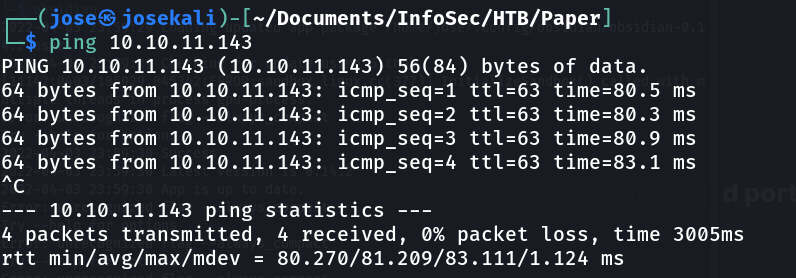 (jose㉿josekali)-[~/Documents/InfoSec/HTB/Paper]
$ ping 10.10.11.143
PING 10.10.11.143 (10.10.11.143) 56(84) bytes of data.
64 bytes from 10.10.11.143: icmp_seq=1 ttl=63 time=80.5 ms
64 bytes from 10.10.11.143: icmp_seq=2 ttl=63 time=80.3 ms
64 bytes from 10.10.11.143: icmp_seq=3 ttl=63 time=80.9 ms
64 bytes from 10.10.11.143: icmp_seq=4 ttl=63 time=83.1 ms
^C
--- 10.10.11.143 ping statistics ---
4 packets transmitted, 4 received, 0% packet loss, time 3005ms
rtt min/avg/max/mdev = 80.270/81.209/83.111/1.124 ms